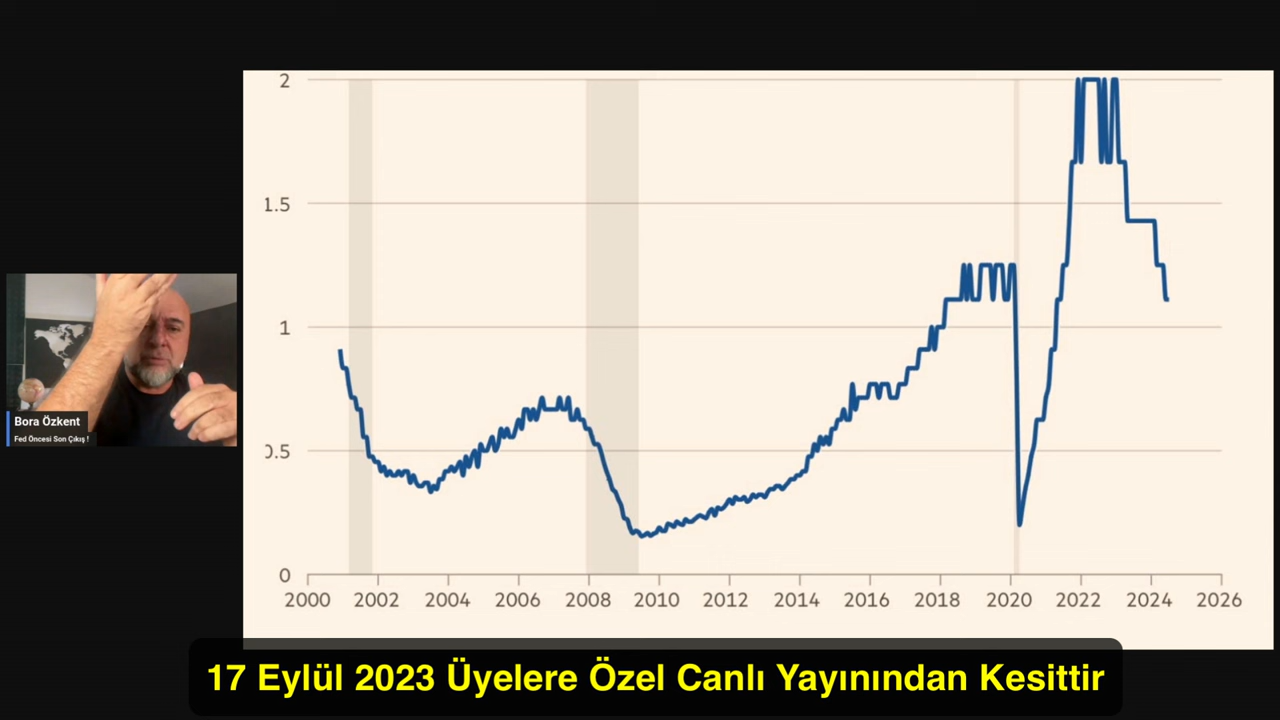 2
1.5
1
0.5
0
2000 2002 2004 2006 2008 2010 2012 2014 2016 2018 2020 2022 2024 2026
Bora Özkent
Fed Öncesi Son Çıkış !
17 Eylül 2023 Üyelere Özel Canlı Yayınından Kesittir